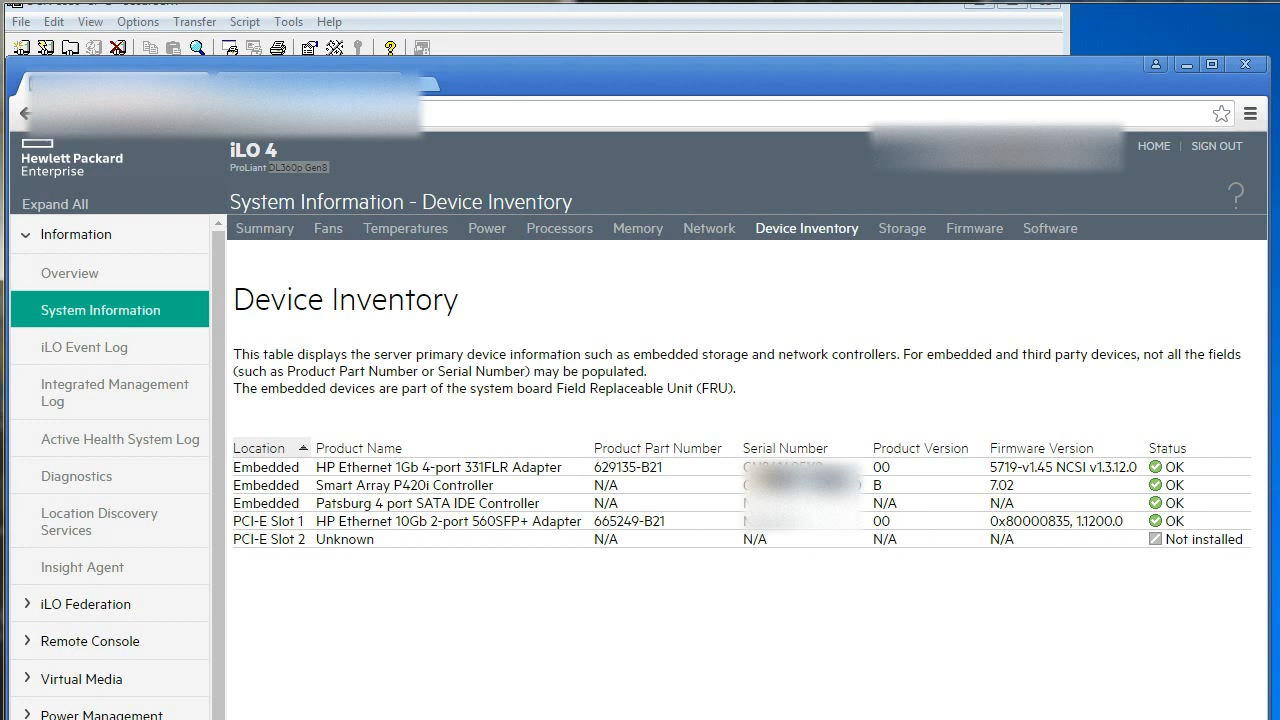 File Edit View Options Transfer Script Tools Help
Hewlett Packard
Enterprise
iLO 4
ProLiant DL360p Gen8
HOME | SIGN OUT
Expand All
System Information - Device Inventory
Summary Fans Temperatures Power Processors Memory Network Device Inventory Storage Firmware Software
Information
Overview
System Information
iLO Event Log
Integrated Management
Log
Active Health System Log
Diagnostics
Location Discovery
Services
Insight Agent
iLO Federation
Remote Console
Virtual Media
Power Management
Device Inventory
This table displays the server primary device information such as embedded storage and network controllers. For embedded and third party devices, not all the fields
(such as Product Part Number or Serial Number) may be populated.
The embedded devices are part of the system board Field Replaceable Unit (FRU).
Location Product Name Product Part Number Serial Number Product Version Firmware Version Status
Embedded HP Ethernet 1Gb 4-port 331FLR Adapter 629135-B21 00 5719-v1.45 NCSI v1.3.12.0 OK
Embedded Smart Array P420i Controller N/A B 7.02 OK
Embedded Patsburg 4 port SATA IDE Controller N/A N/A N/A OK
PCI-E Slot 1 HP Ethernet 10Gb 2-port 560SFP+ Adapter 665249-B21 00 0x80000835, 1.1200.0 OK
PCI-E Slot 2 Unknown N/A N/A N/A N/A Not installed